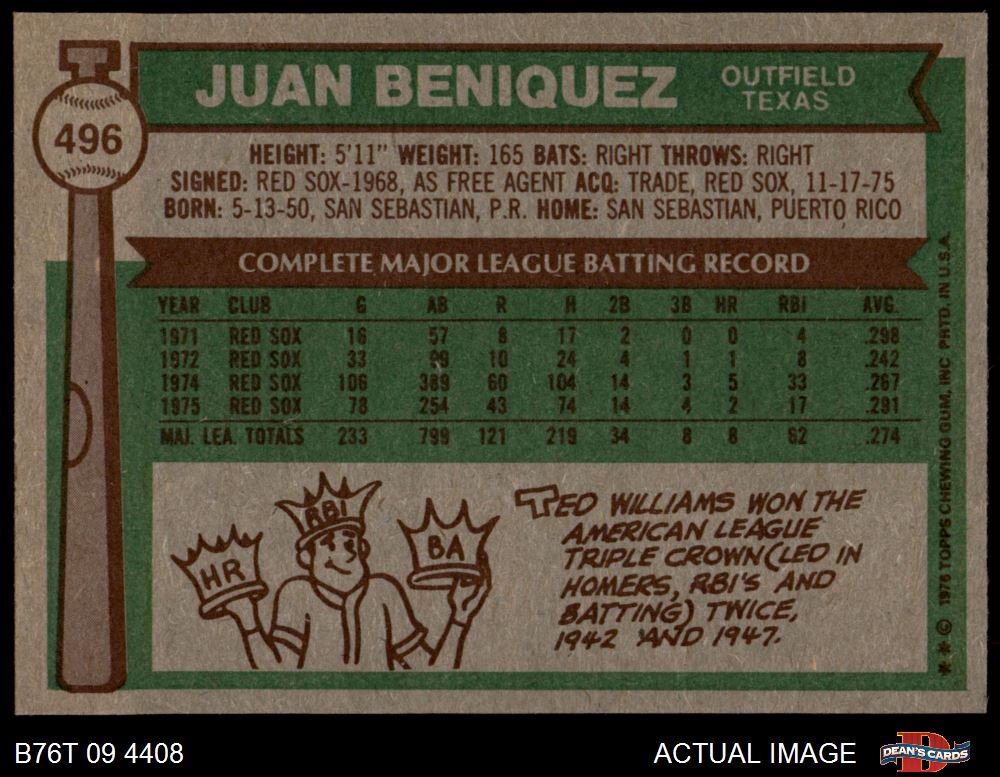 496
JUAN BENIQUEZ
OUTFIELD
TEXAS
HEIGHT: 5'11" WEIGHT: 165 BATS: RIGHT THROWS: RIGHT
SIGNED: RED SOX-1968, AS FREE AGENT ACQ: TRADE, RED SOX, 11-17-75
BORN: 5-13-50, SAN SEBASTIAN, P.R. HOME: SAN SEBASTIAN, PUERTO RICO
COMPLETE MAJOR LEAGUE BATTING RECORD
YEAR CLUB G AB R H 2B 3B HR RBI AVG.
1971 RED SOX 16 57 8 17 2 0 0 4 .298
1972 RED SOX 33 99 10 24 4 1 1 8 .242
1974 RED SOX 106 389 60 104 14 3 5 33 .267
1975 RED SOX 78 254 43 74 14 4 2 17 .291
MAJ. LEA. TOTALS 233 799 121 219 34 8 8 62 .274
HR
RBI
BA
TED WILLIAMS WON THE
AMERICAN LEAGUE
TRIPLE CROWN (LED IN
HOMERS, RBI'S AND
BATTING) TWICE,
1942 AND 1947.
** © 1976 TOPPS CHEWING GUM, INC PRTD. IN U.S.A.
B76T 09 4408
ACTUAL IMAGE
DEAN'S CARDS